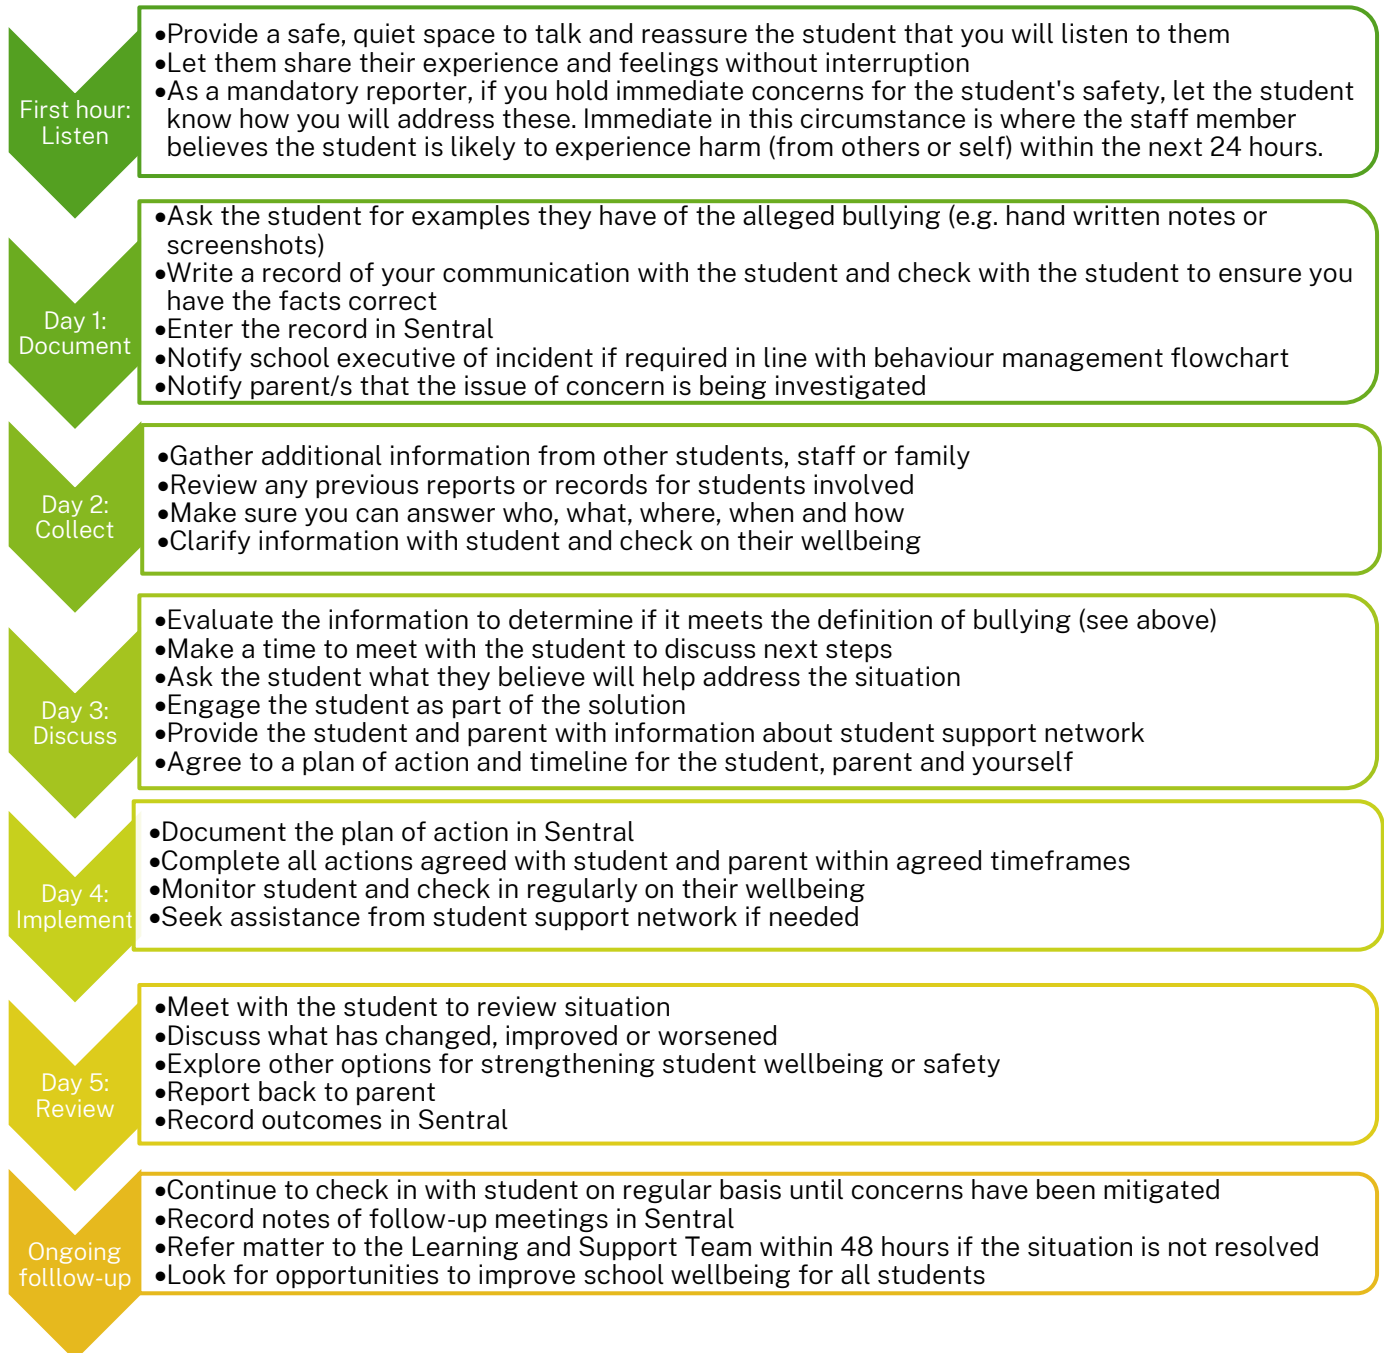 First hour:
Listen
•Provide a safe, quiet space to talk and reassure the student that you will listen to them
•Let them share their experience and feelings without interruption
•As a mandatory reporter, if you hold immediate concerns for the student's safety, let the student
know how you will address these. Immediate in this circumstance is where the staff member
believes the student is likely to experience harm (from others or self) within the next 24 hours.
Day 1:
Document
•Ask the student for examples they have of the alleged bullying (e.g. hand written notes or
screenshots)
•Write a record of your communication with the student and check with the student to ensure you
have the facts correct
•Enter the record in Sentral
•Notify school executive of incident if required in line with behaviour management flowchart
•Notify parent/s that the issue of concern is being investigated
Day 2:
Collect
•Gather additional information from other students, staff or family
•Review any previous reports or records for students involved
•Make sure you can answer who, what, where, when and how
•Clarify information with student and check on their wellbeing
Day 3:
Discuss
•Evaluate the information to determine if it meets the definition of bullying (see above)
•Make a time to meet with the student to discuss next steps
•Ask the student what they believe will help address the situation
•Engage the student as part of the solution
•Provide the student and parent with information about student support network
•Agree to a plan of action and timeline for the student, parent and yourself
Day 4:
Implement
•Document the plan of action in Sentral
•Complete all actions agreed with student and parent within agreed timeframes
•Monitor student and check in regularly on their wellbeing
•Seek assistance from student support network if needed
Day 5:
Review
•Meet with the student to review situation
•Discuss what has changed, improved or worsened
•Explore other options for strengthening student wellbeing or safety
•Report back to parent
•Record outcomes in Sentral
Ongoing
folllow-up
•Continue to check in with student on regular basis until concerns have been mitigated
•Record notes of follow-up meetings in Sentral
•Refer matter to the Learning and Support Team within 48 hours if the situation is not resolved
•Look for opportunities to improve school wellbeing for all students